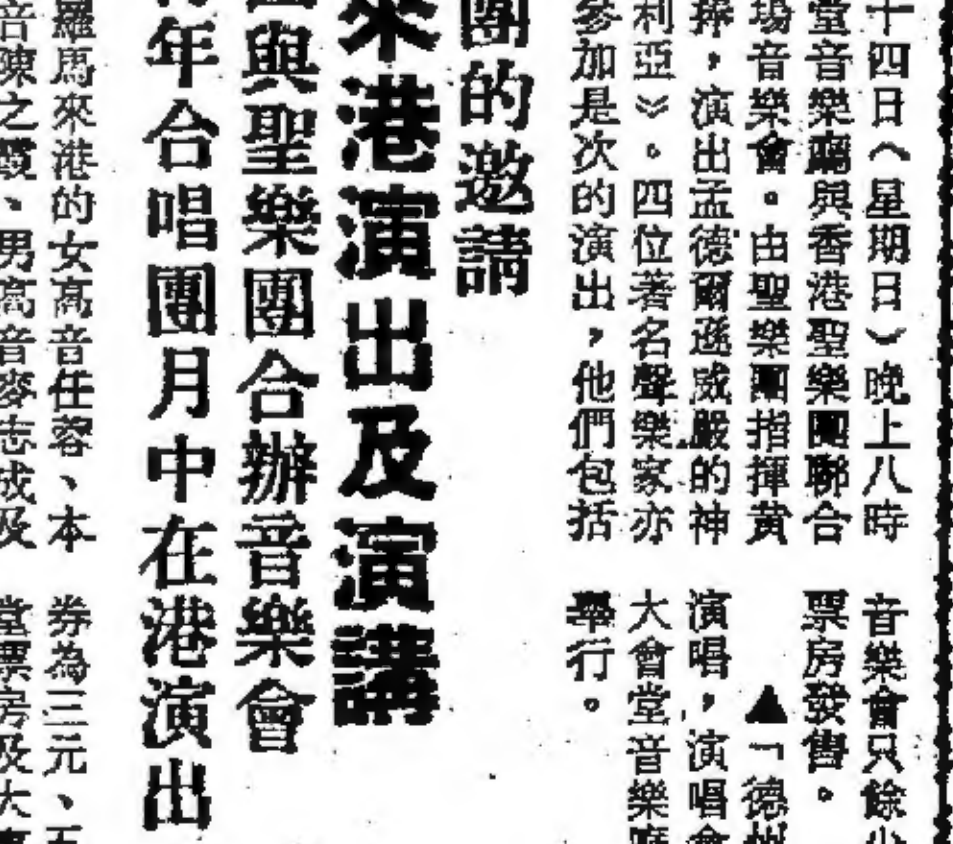 十四日（星期日）晚上八時
堂音樂廳與香港聖樂團聯合
場音樂會。由聖樂團指揮黃
揮，演出孟德爾遜威嚴的神
利亞》。四位著名聲樂家亦
參加是次的演出，他們包括
音樂會只餘少
票房發售。
▲「德州
演唱，演唱會
大會堂音樂廳
舉行。
團的邀請
來港演出及演講
與聖樂團合辦音樂會
年合唱團月中在港演出
羅馬來港的女高音任蓉、本
音陳之霞、男高音麥志成及
券為三元、五
堂票房及大